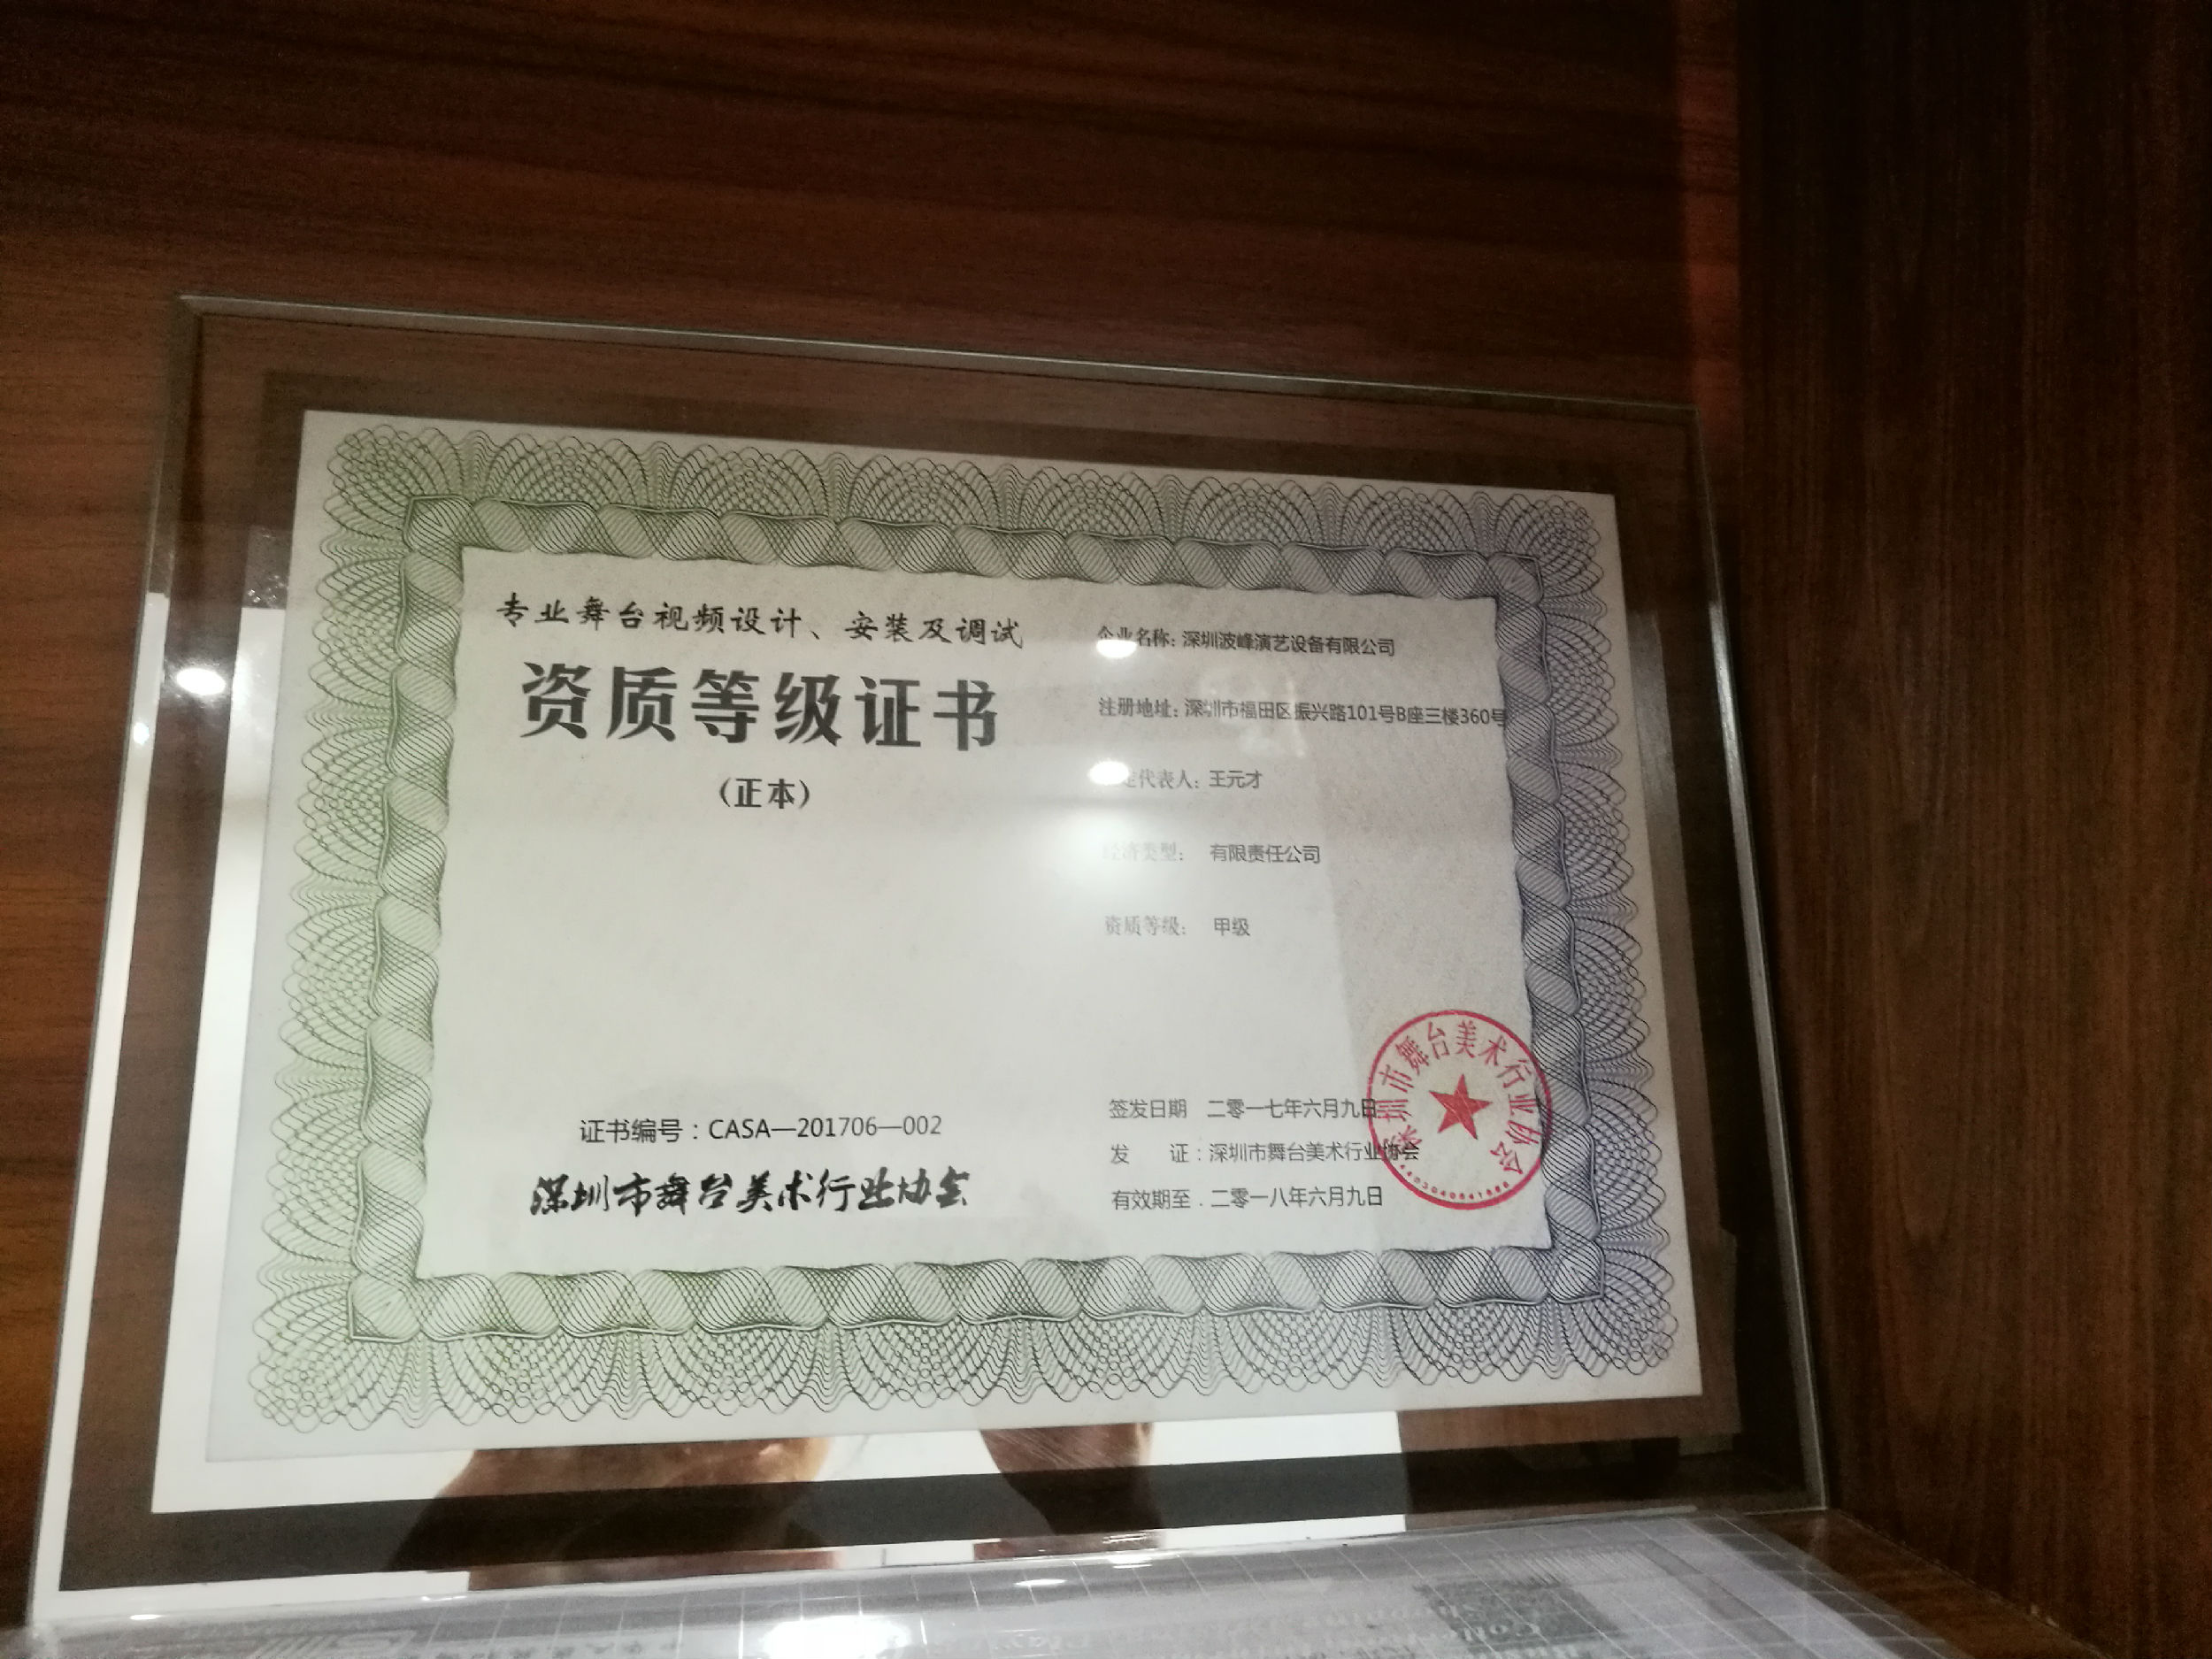 专业舞台视频设计、安装及调试
资质等级证书
(正本)
证书编号：CASA—201706—002
深圳市舞台美术行业协会
企业名称: 深圳波峰演艺设备有限公司
注册地址: 深圳市福田区振兴路101号B座三楼360号
定代表人: 王元才
经济类型: 有限责任公司
资质等级: 甲级
签发日期 二零一七年六月九日
发 证：深圳市舞台美术行业协会
有效期至．二零一八年六月九日
深圳市舞台美术行业协会